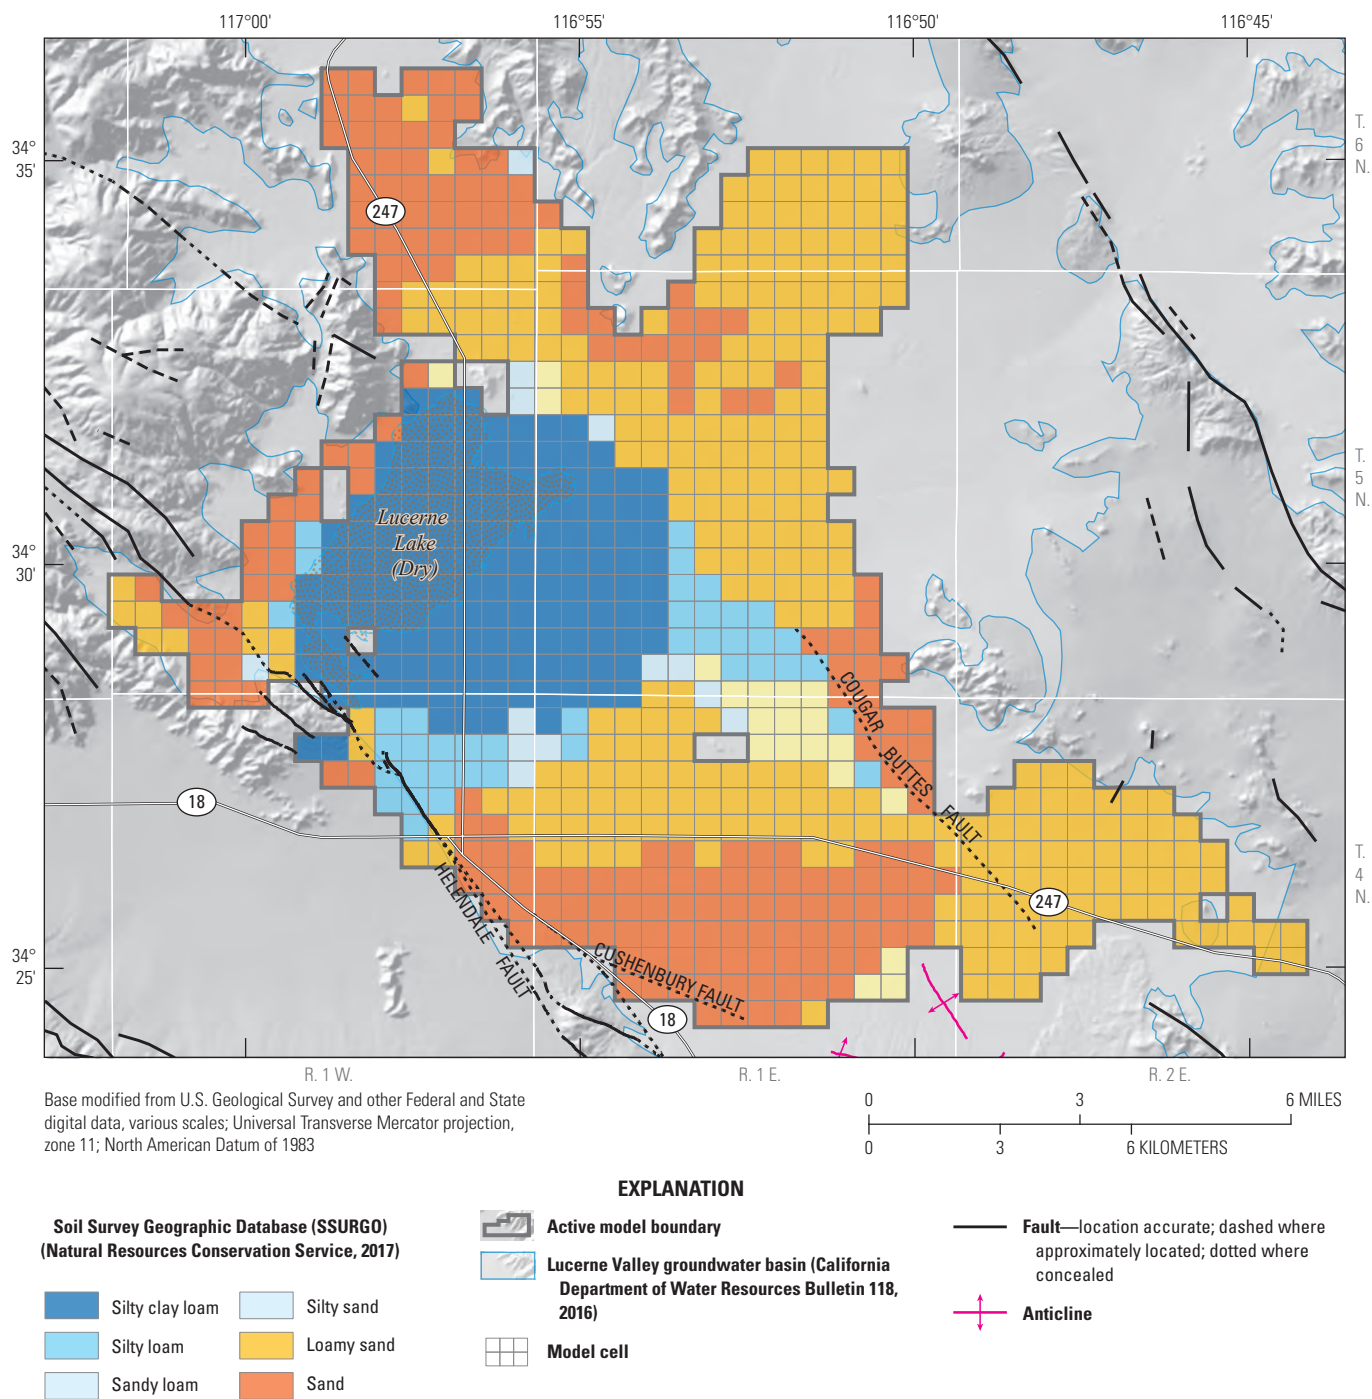 117°00'
116°55'
116°50'
116°45'
34°
35'
34°
30'
34°
25'
T.
6
N.
T.
5
N.
T.
4
N.
247
Lucerne
Lake
(Dry)
COUGAR BUTTES FAULT
18
HELENDALE FAULT
CUSHENBURY FAULT
247
18
R. 1 W.
R. 1 E.
R. 2 E.
Base modified from U.S. Geological Survey and other Federal and State
digital data, various scales; Universal Transverse Mercator projection,
zone 11; North American Datum of 1983
0 3 6 MILES
0 3 6 KILOMETERS
EXPLANATION
Soil Survey Geographic Database (SSURGO)
(Natural Resources Conservation Service, 2017)
Silty clay loam
Silty loam
Sandy loam
Silty sand
Loamy sand
Sand
Active model boundary
Lucerne Valley groundwater basin (California
Department of Water Resources Bulletin 118,
2016)
Model cell
Fault—location accurate; dashed where
approximately located; dotted where
concealed
Anticline